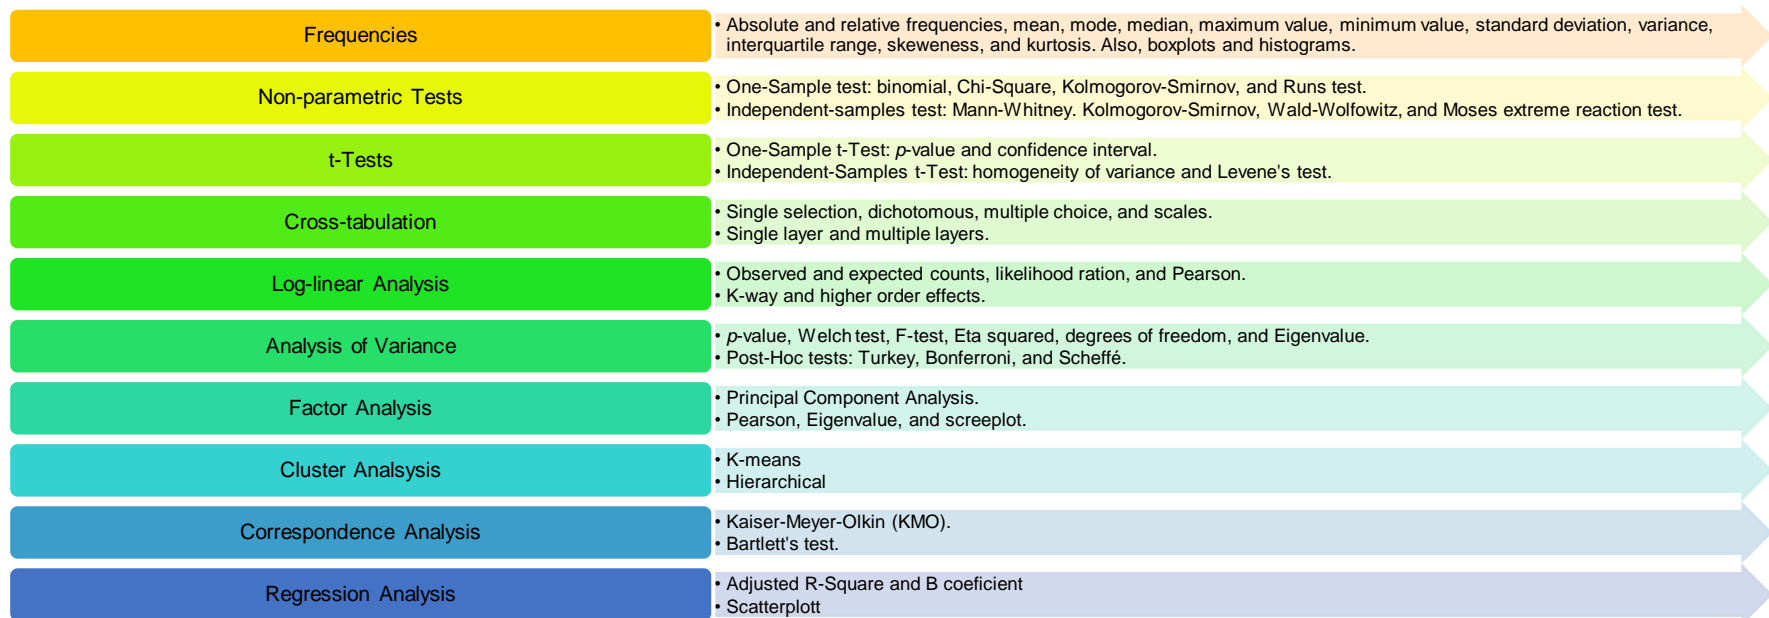 Frequencies
• Absolute and relative frequencies, mean, mode, median, maximum value, minimum value, standard deviation, variance,
interquartile range, skeweness, and kurtosis. Also, boxplots and histograms.
Non-parametric Tests
• One-Sample test: binomial, Chi-Square, Kolmogorov-Smirnov, and Runs test.
• Independent-samples test: Mann-Whitney. Kolmogorov-Smirnov, Wald-Wolfowitz, and Moses extreme reaction test.
t-Tests
• One-Sample t-Test: p-value and confidence interval.
• Independent-Samples t-Test: homogeneity of variance and Levene's test.
Cross-tabulation
• Single selection, dichotomous, multiple choice, and scales.
• Single layer and multiple layers.
Log-linear Analysis
• Observed and expected counts, likelihood ration, and Pearson.
• K-way and higher order effects.
Analysis of Variance
• p-value, Welch test, F-test, Eta squared, degrees of freedom, and Eigenvalue.
• Post-Hoc tests: Turkey, Bonferroni, and Scheffé.
Factor Analysis
• Principal Component Analysis.
• Pearson, Eigenvalue, and screeplot.
Cluster Analsysis
• K-means
• Hierarchical
Correspondence Analysis
• Kaiser-Meyer-Olkin (KMO).
• Bartlett's test.
Regression Analysis
• Adjusted R-Square and B coeficient
• Scatterplott